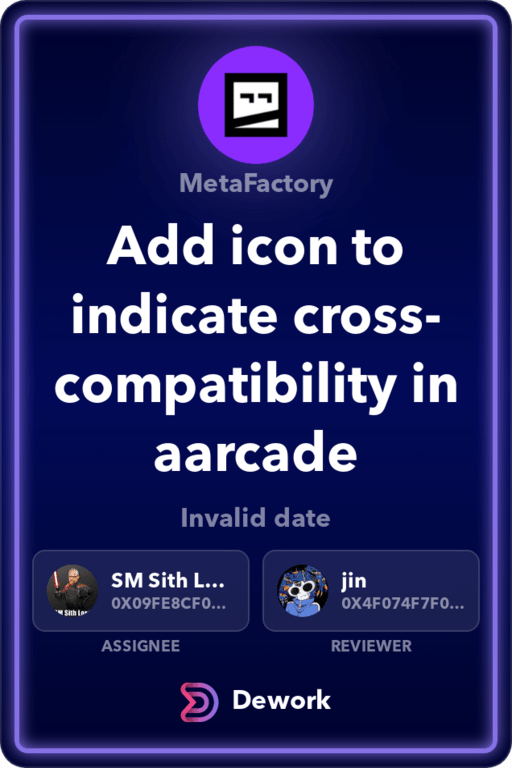 MetaFactory
Add icon to
indicate cross-
compatibility in
aarcade
Invalid date
SM Sith L...
0X09FE8CF0...
jin
0X4F074F7F0...
ASSIGNEE
REVIEWER
Dework